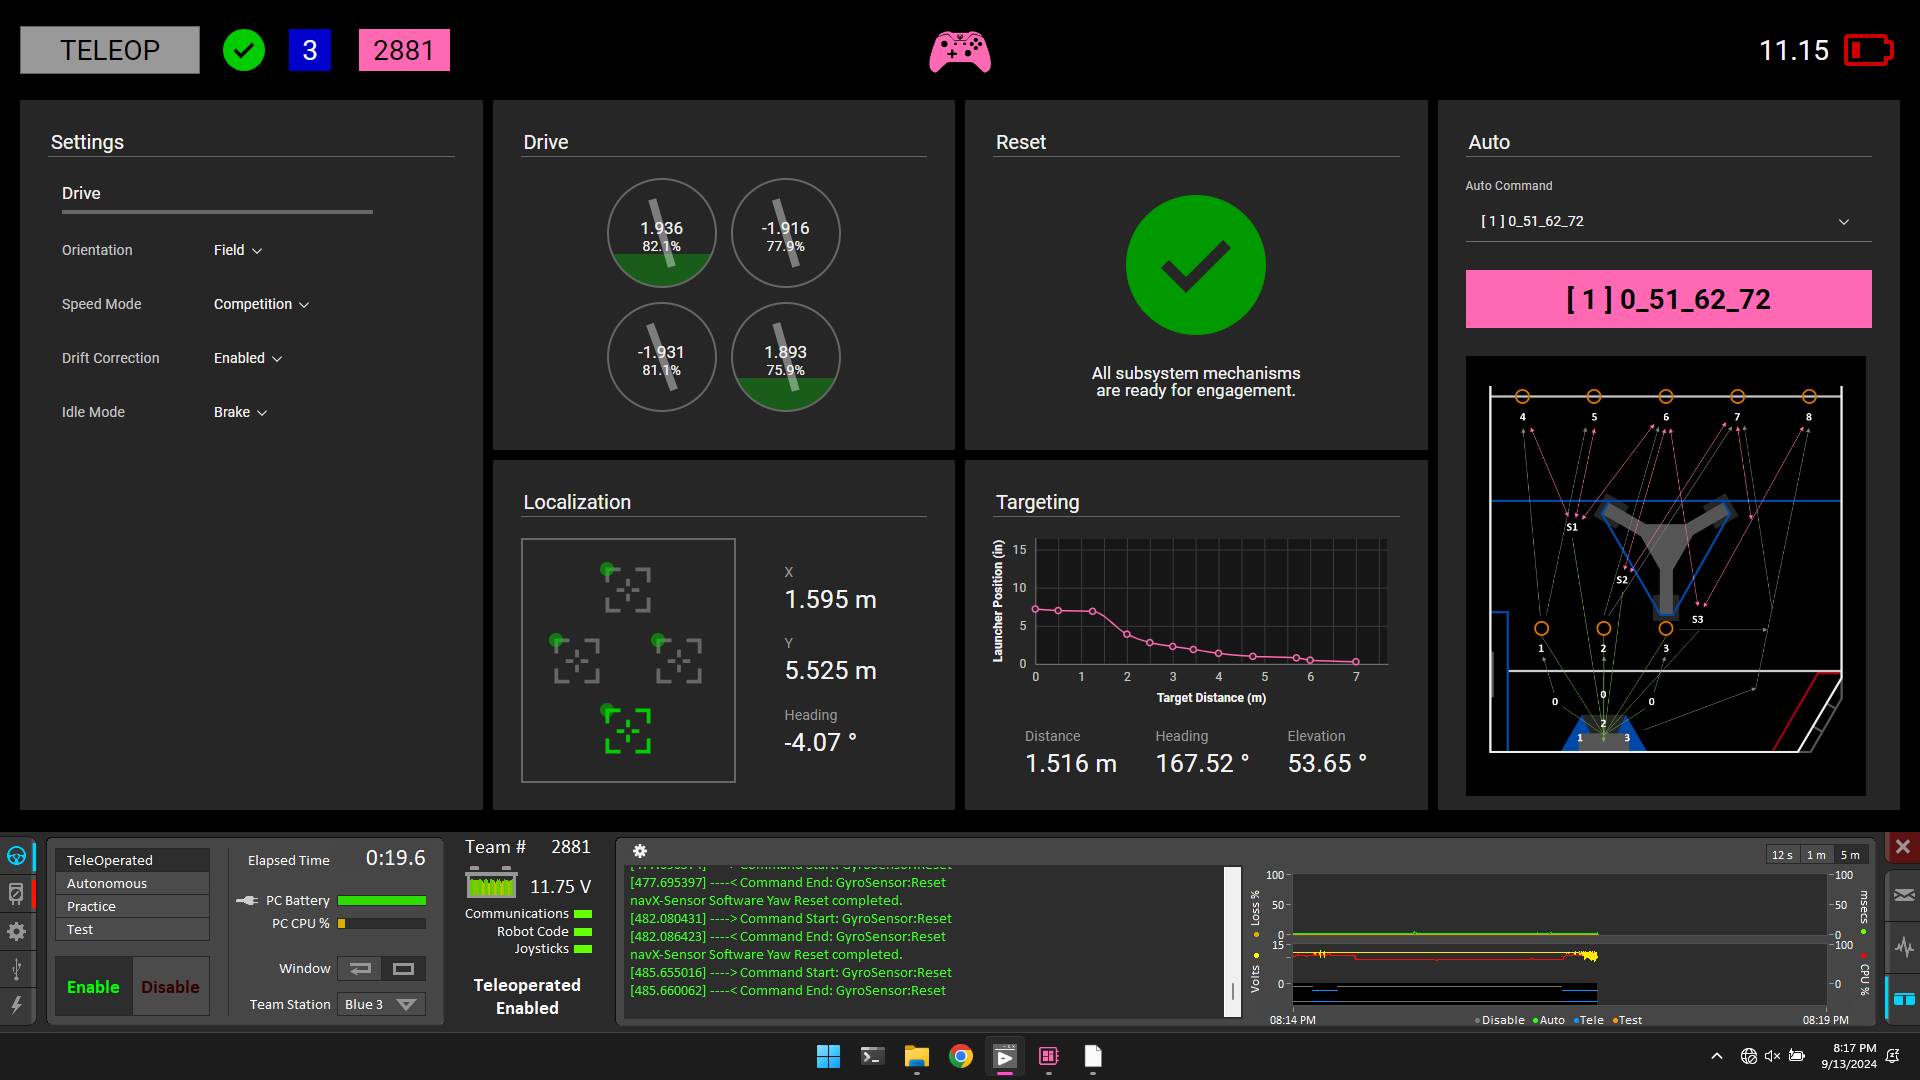 TELEOP
3
2881
11.15
Settings
Drive
Orientation Field
Speed Mode Competition
Drift Correction Enabled
Idle Mode Brake
Drive
1.936
82.1%
-1.916
77.9%
-1.931
81.1%
1.893
75.9%
Reset
All subsystem mechanisms
are ready for engagement.
Auto
Auto Command
[ 1 ] 0_51_62_72
[ 1 ] 0_51_62_72
4 5 6 7 8
S1
S2
S3
1 2 3
0 0 0
1 2 3
Localization
X
1.595 m
Y
5.525 m
Heading
-4.07 °
Targeting
Launcher Position (in)
15
10
5
0
0 1 2 3 4 5 6 7
Target Distance (m)
Distance
1.516 m
Heading
167.52 °
Elevation
53.65 °
TeleOperated
Autonomous
Practice
Test
Enable Disable
Elapsed Time 0:19.6
PC Battery
PC CPU %
Window
Team Station Blue 3
Team # 2881
11.75 V
Communications
Robot Code
Joysticks
Teleoperated
Enabled
[477.695397] ----< Command End: GyroSensor:Reset
navX-Sensor Software Yaw Reset completed.
[482.080431] ----> Command Start: GyroSensor:Reset
[482.086423] ----< Command End: GyroSensor:Reset
navX-Sensor Software Yaw Reset completed.
[485.655016] ----> Command Start: GyroSensor:Reset
[485.660062] ----< Command End: GyroSensor:Reset
12 s 1 m 5 m
Loss %
100
50
0
100
50
0
msecs
Volts
15
0
100
0
CPU %
08:14 PM
Disable Auto Tele Test
08:19 PM
8:17 PM
9/13/2024